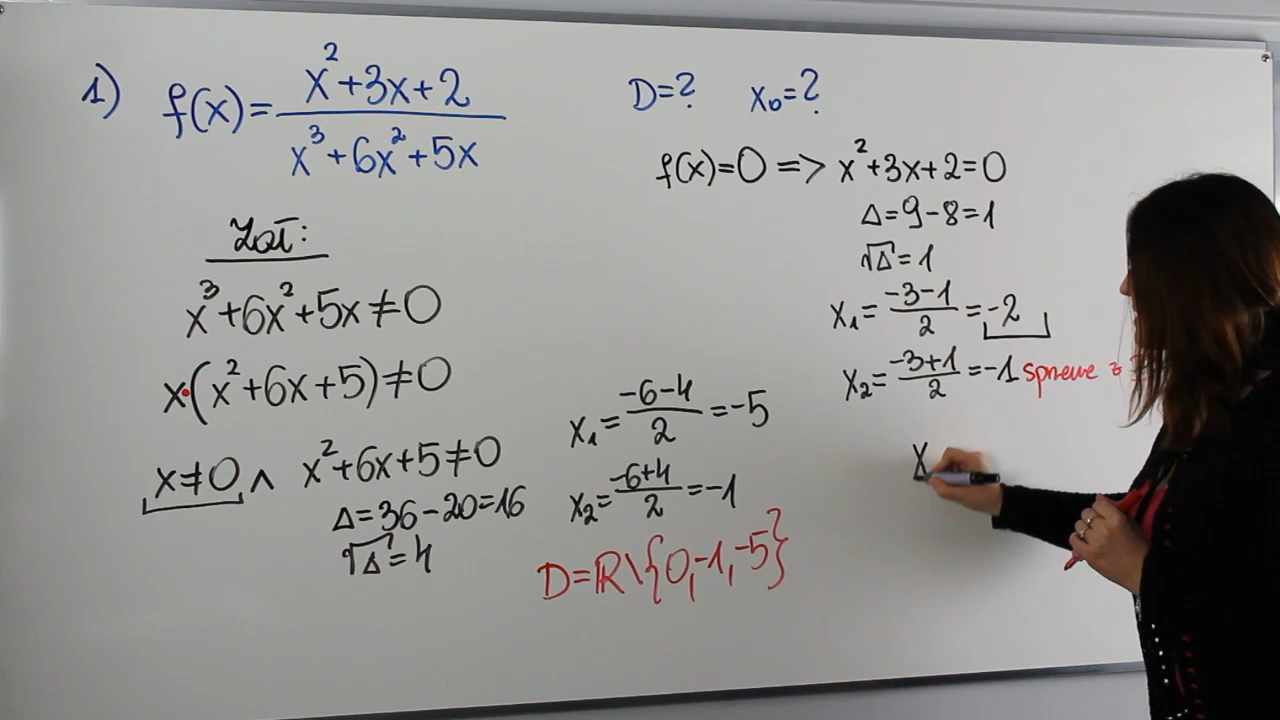 1) f(x)=(x²+3x+2)/(x³+6x²+5x)
D=? x₀=?
Zał:
x³+6x²+5x≠0
x·(x²+6x+5)≠0
x≠0 ∧ x²+6x+5≠0
Δ=36-20=16
√Δ=4
x₁=(-6-4)/2=-5
x₂=(-6+4)/2=-1
D=ℝ\{0,-1,-5}
f(x)=0 => x²+3x+2=0
Δ=9-8=1
√Δ=1
x₁=(-3-1)/2=-2
x₂=(-3+1)/2=-1 z
x